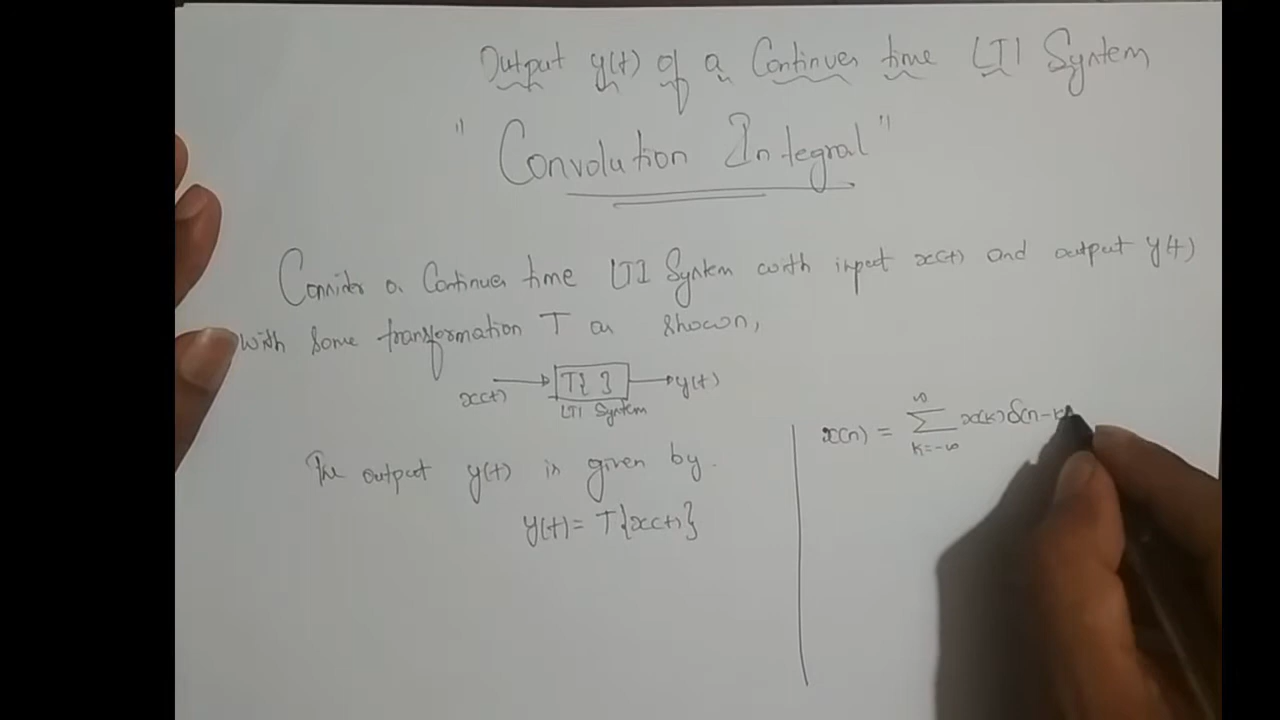 Output y(t) of a Continues time LTI System
"Convolution Integral"
Consider a Continues time LTI System with input x(t) and output y(t)
with some transformation T as shown,
x(t) → T{ } → y(t)
LTI System
The output y(t) is given by.
y(t) = T{x(t)}
∞
x(n) = Σ x(k) δ(n-k
k=-∞